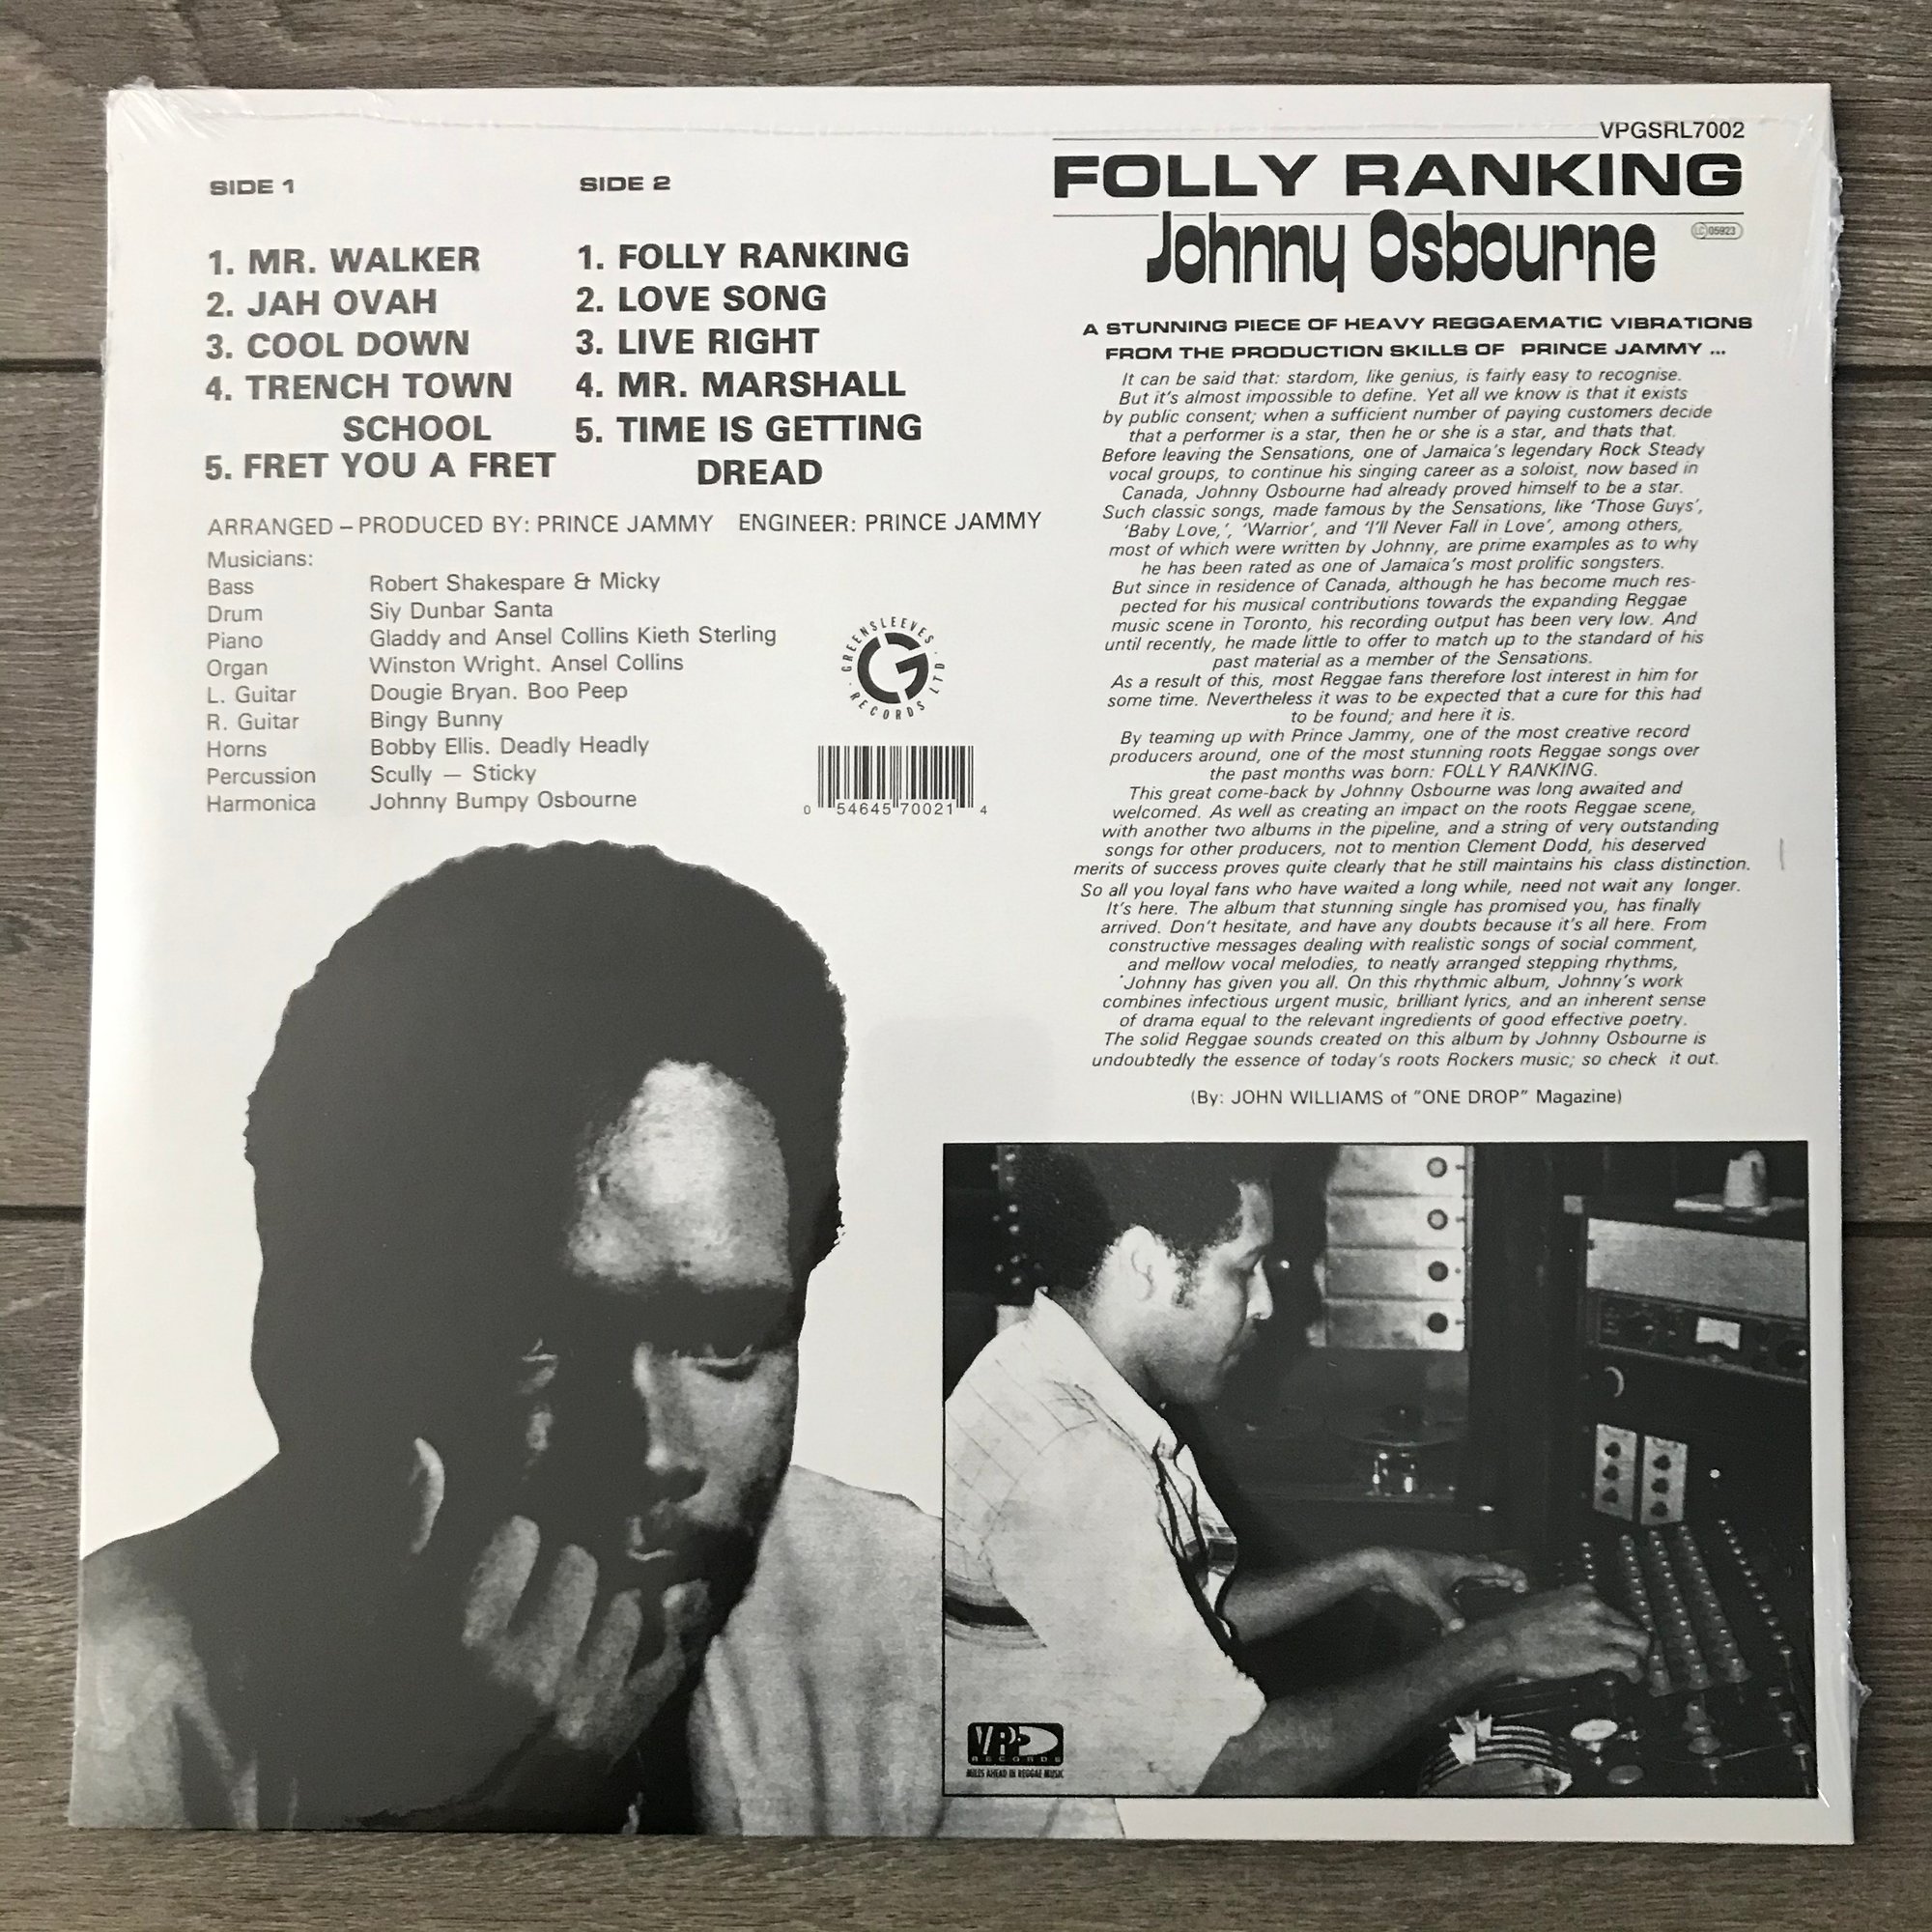 SIDE 1
1. MR. WALKER
2. JAH OVAH
3. COOL DOWN
4. TRENCH TOWN
SCHOOL
5. FRET YOU A FRET
SIDE 2
1. FOLLY RANKING
2. LOVE SONG
3. LIVE RIGHT
4. MR. MARSHALL
5. TIME IS GETTING
DREAD
ARRANGED – PRODUCED BY: PRINCE JAMMY ENGINEER: PRINCE JAMMY
Musicians:
Bass Robert Shakespare & Micky
Drum Siy Dunbar Santa
Piano Gladdy and Ansel Collins Kieth Sterling
Organ Winston Wright. Ansel Collins
L. Guitar Dougie Bryan. Boo Peep
R. Guitar Bingy Bunny
Horns Bobby Ellis. Deadly Headly
Percussion Scully — Sticky
Harmonica Johnny Bumpy Osbourne
GREENSLEEVES · RECORDS LTD ·
0 54645 70021 4
VPGSRL7002
FOLLY RANKING
Johnny Osbourne
LC 05923
A STUNNING PIECE OF HEAVY REGGAEMATIC VIBRATIONS
FROM THE PRODUCTION SKILLS OF PRINCE JAMMY ...
It can be said that: stardom, like genius, is fairly easy to recognise.
But it's almost impossible to define. Yet all we know is that it exists
by public consent; when a sufficient number of paying customers decide
that a performer is a star, then he or she is a star, and thats that.
Before leaving the Sensations, one of Jamaica's legendary Rock Steady
vocal groups, to continue his singing career as a soloist, now based in
Canada, Johnny Osbourne had already proved himself to be a star.
Such classic songs, made famous by the Sensations, like 'Those Guys',
'Baby Love,', 'Warrior', and 'I'll Never Fall in Love', among others,
most of which were written by Johnny, are prime examples as to why
he has been rated as one of Jamaica's most prolific songsters.
But since in residence of Canada, although he has become much res-
pected for his musical contributions towards the expanding Reggae
music scene in Toronto, his recording output has been very low. And
until recently, he made little to offer to match up to the standard of his
past material as a member of the Sensations.
As a result of this, most Reggae fans therefore lost interest in him for
some time. Nevertheless it was to be expected that a cure for this had
to be found; and here it is.
By teaming up with Prince Jammy, one of the most creative record
producers around, one of the most stunning roots Reggae songs over
the past months was born: FOLLY RANKING.
This great come-back by Johnny Osbourne was long awaited and
welcomed. As well as creating an impact on the roots Reggae scene,
with another two albums in the pipeline, and a string of very outstanding
songs for other producers, not to mention Clement Dodd, his deserved
merits of success proves quite clearly that he still maintains his class distinction.
So all you loyal fans who have waited a long while, need not wait any longer.
It's here. The album that stunning single has promised you, has finally
arrived. Don't hesitate, and have any doubts because it's all here. From
constructive messages dealing with realistic songs of social comment,
and mellow vocal melodies, to neatly arranged stepping rhythms,
'Johnny has given you all. On this rhythmic album, Johnny's work
combines infectious urgent music, brilliant lyrics, and an inherent sense
of drama equal to the relevant ingredients of good effective poetry.
The solid Reggae sounds created on this album by Johnny Osbourne is
undoubtedly the essence of today's roots Rockers music; so check it out.
(By: JOHN WILLIAMS of "ONE DROP" Magazine)
VP
RECORDS
MILES AHEAD IN REGGAE MUSIC